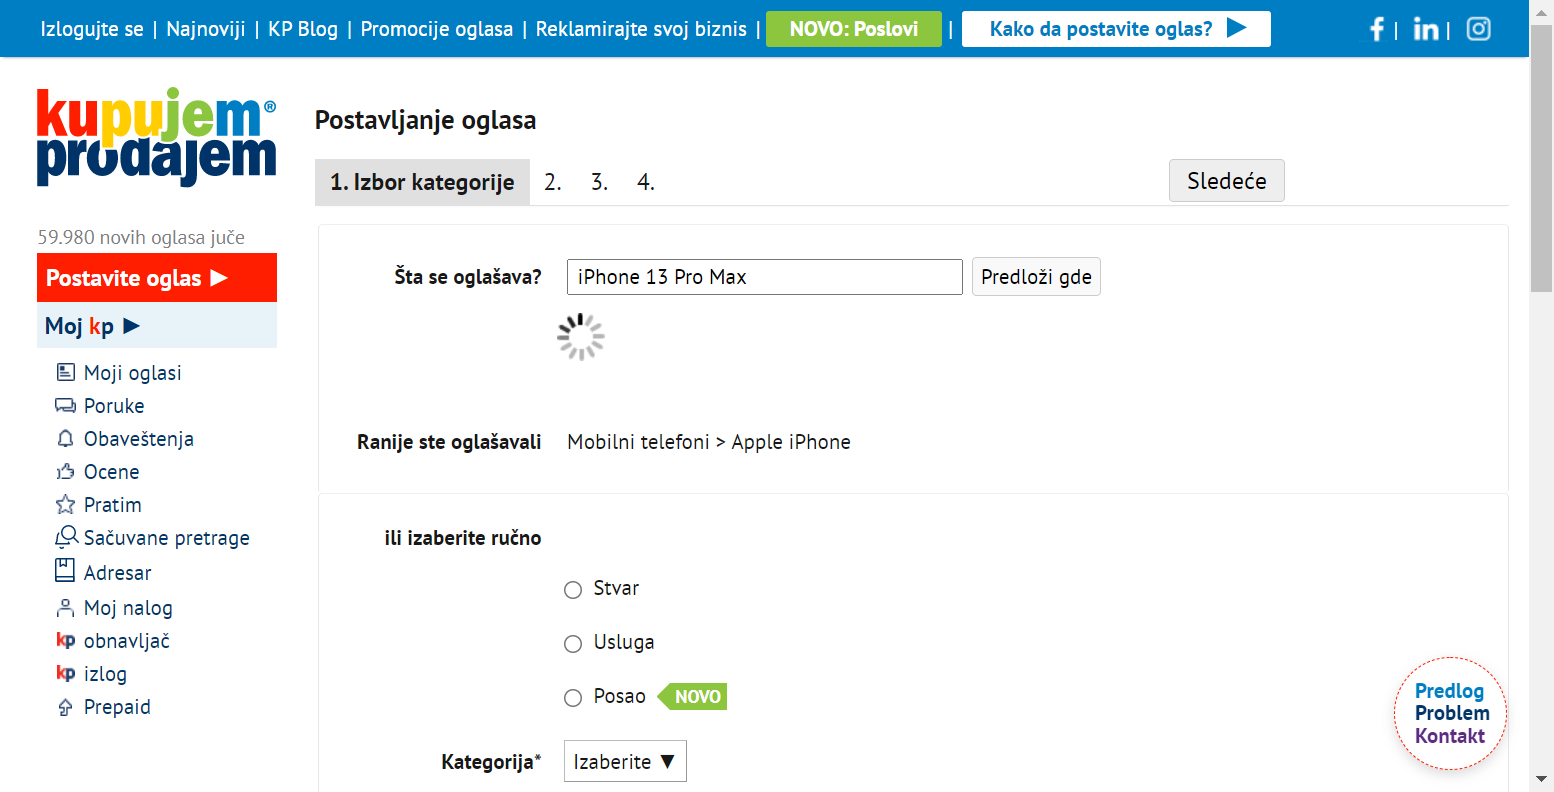 Izlogujte se | Najnoviji | KP Blog | Promocije oglasa | Reklamirajte svoj biznis | NOVO: Poslovi | Kako da postavite oglas? ▶ | |
kupujem®
prodajem
Postavljanje oglasa
1. Izbor kategorije 2. 3. 4. Sledeće
59.980 novih oglasa juče
Postavite oglas ▶
Moj kp ▶
Moji oglasi
Poruke
Obaveštenja
Ocene
Pratim
Sačuvane pretrage
Adresar
Moj nalog
kp obnavljač
kp izlog
Prepaid
Šta se oglašava? iPhone 13 Pro Max Predloži gde
Ranije ste oglašavali Mobilni telefoni > Apple iPhone
ili izaberite ručno
Stvar
Usluga
Posao NOVO
Kategorija* Izaberite ▼
Predlog
Problem
Kontakt